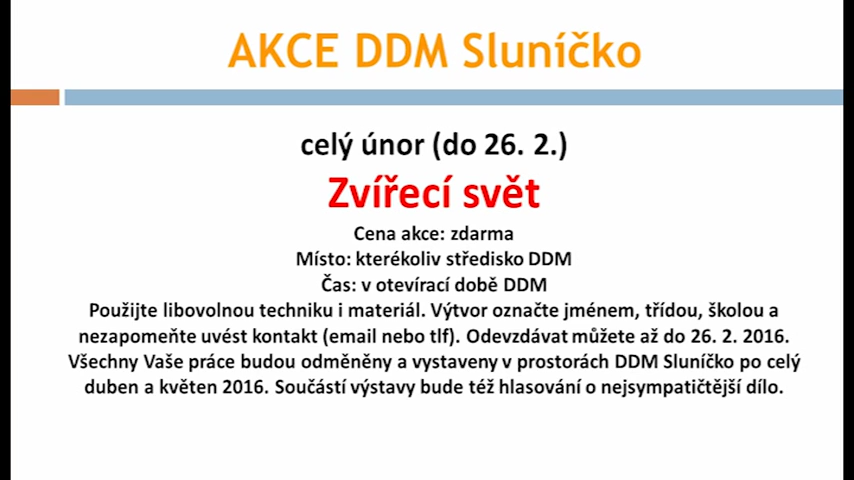 AKCE DDM Sluníčko
celý únor (do 26. 2.)
Zvířecí svět
Cena akce: zdarma
Místo: kterékoliv středisko DDM
Čas: v otevírací době DDM
Použijte libovolnou techniku i materiál. Výtvor označte jménem, třídou, školou a
nezapomeňte uvést kontakt (email nebo tlf). Odevzdávat můžete až do 26. 2. 2016.
Všechny Vaše práce budou odměněny a vystaveny v prostorách DDM Sluníčko po celý
duben a květen 2016. Součástí výstavy bude též hlasování o nejsympatičtější dílo.